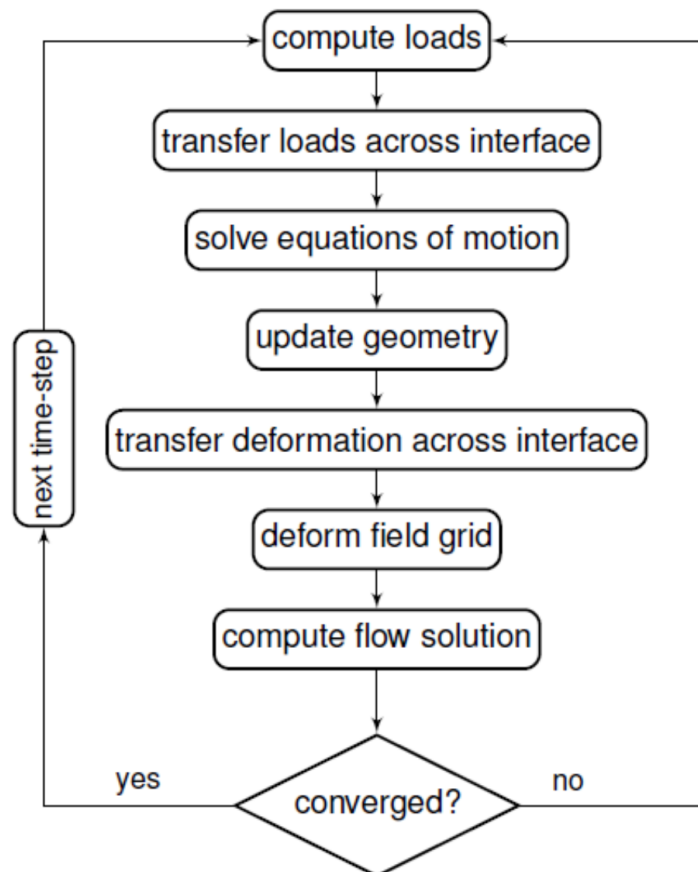 compute loads
transfer loads across interface
solve equations of motion
update geometry
next time-step
transfer deformation across interface
deform field grid
compute flow solution
yes
no
converged?